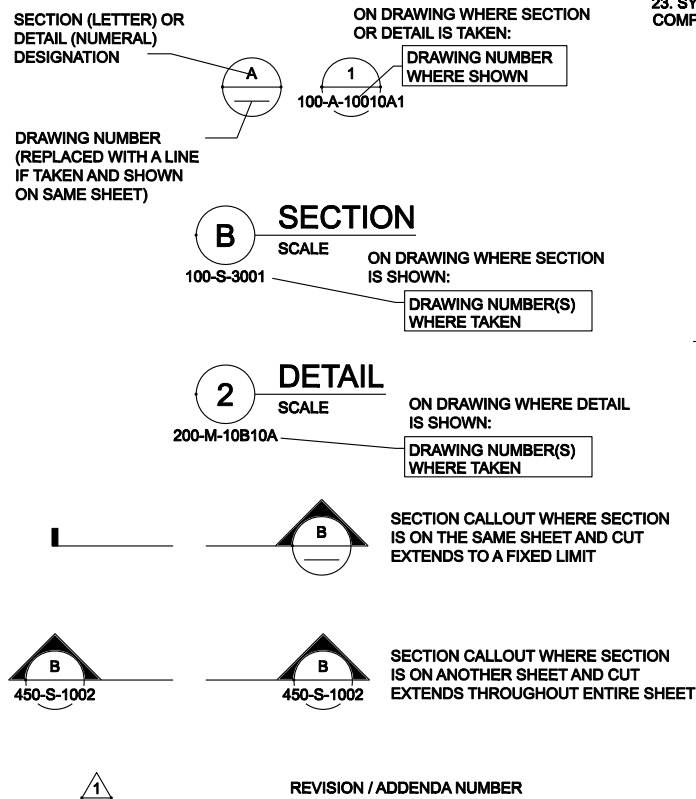 SECTION (LETTER) OR
DETAIL (NUMERAL)
DESIGNATION
ON DRAWING WHERE SECTION
OR DETAIL IS TAKEN:
23. SY
COMP
A
1
100-A-10010A1
DRAWING NUMBER
WHERE SHOWN
DRAWING NUMBER
(REPLACED WITH A LINE
IF TAKEN AND SHOWN
ON SAME SHEET)
B
SECTION
SCALE
100-S-3001
ON DRAWING WHERE SECTION
IS SHOWN:
DRAWING NUMBER(S)
WHERE TAKEN
2
DETAIL
SCALE
200-M-10B10A
ON DRAWING WHERE DETAIL
IS SHOWN:
DRAWING NUMBER(S)
WHERE TAKEN
B
SECTION CALLOUT WHERE SECTION
IS ON THE SAME SHEET AND CUT
EXTENDS TO A FIXED LIMIT
B
450-S-1002
B
450-S-1002
SECTION CALLOUT WHERE SECTION
IS ON ANOTHER SHEET AND CUT
EXTENDS THROUGHOUT ENTIRE SHEET
1
REVISION / ADDENDA NUMBER